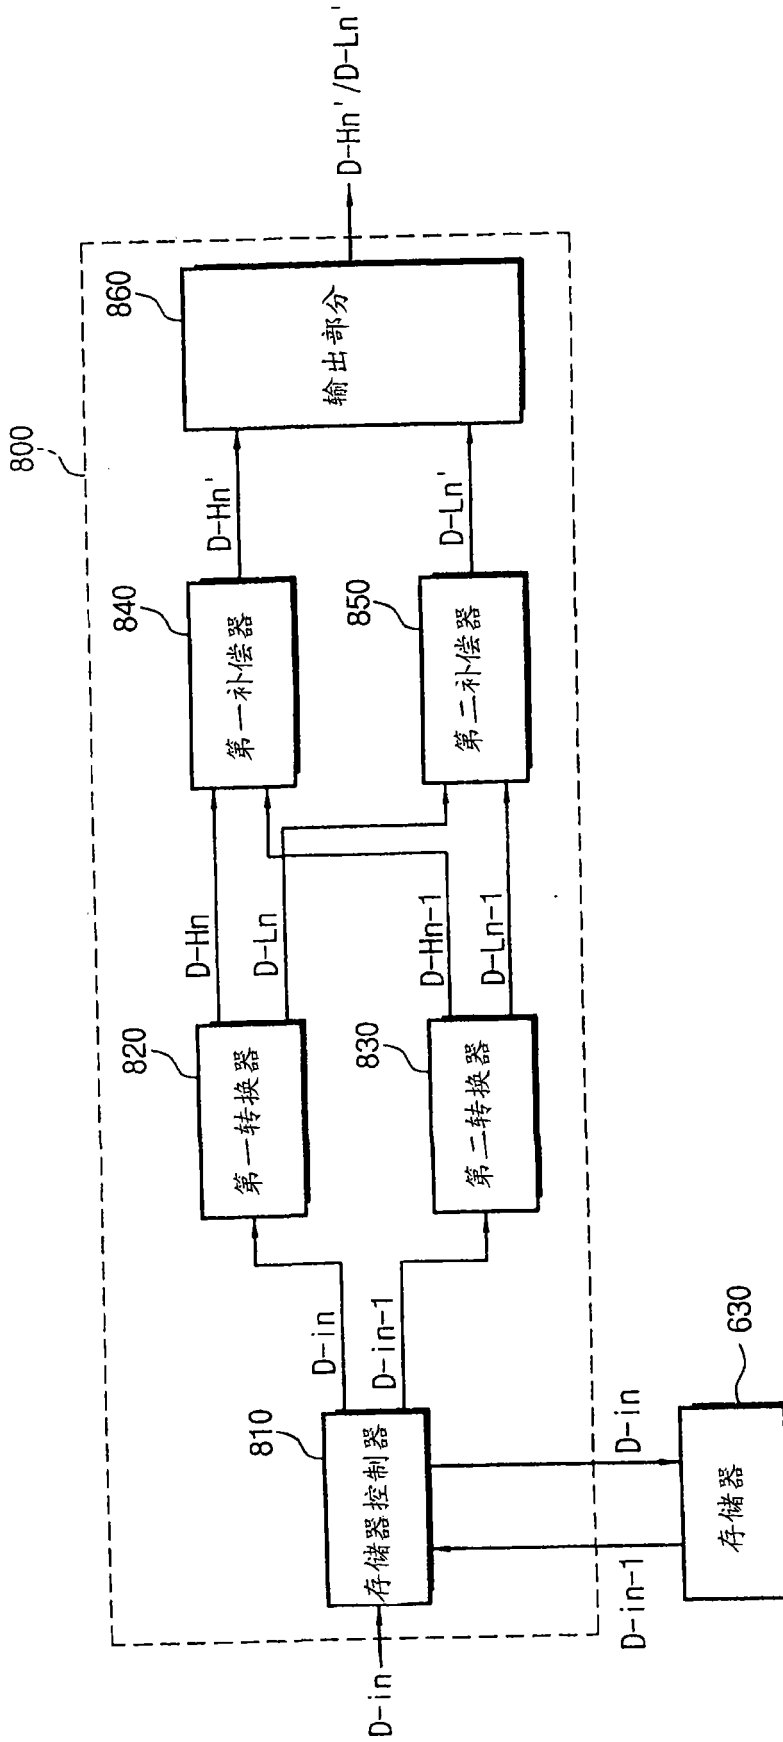 800
D-in
810
存储器控制器
D-in
D-in-1
D-in
D-in-1
630
存储器
820
第一转换器
830
第二转换器
D-Hn
D-Ln
D-Hn-1
D-Ln-1
840
第一补偿器
850
第二补偿器
D-Hn'
D-Ln'
860
输出部分
D-Hn'/D-Ln'